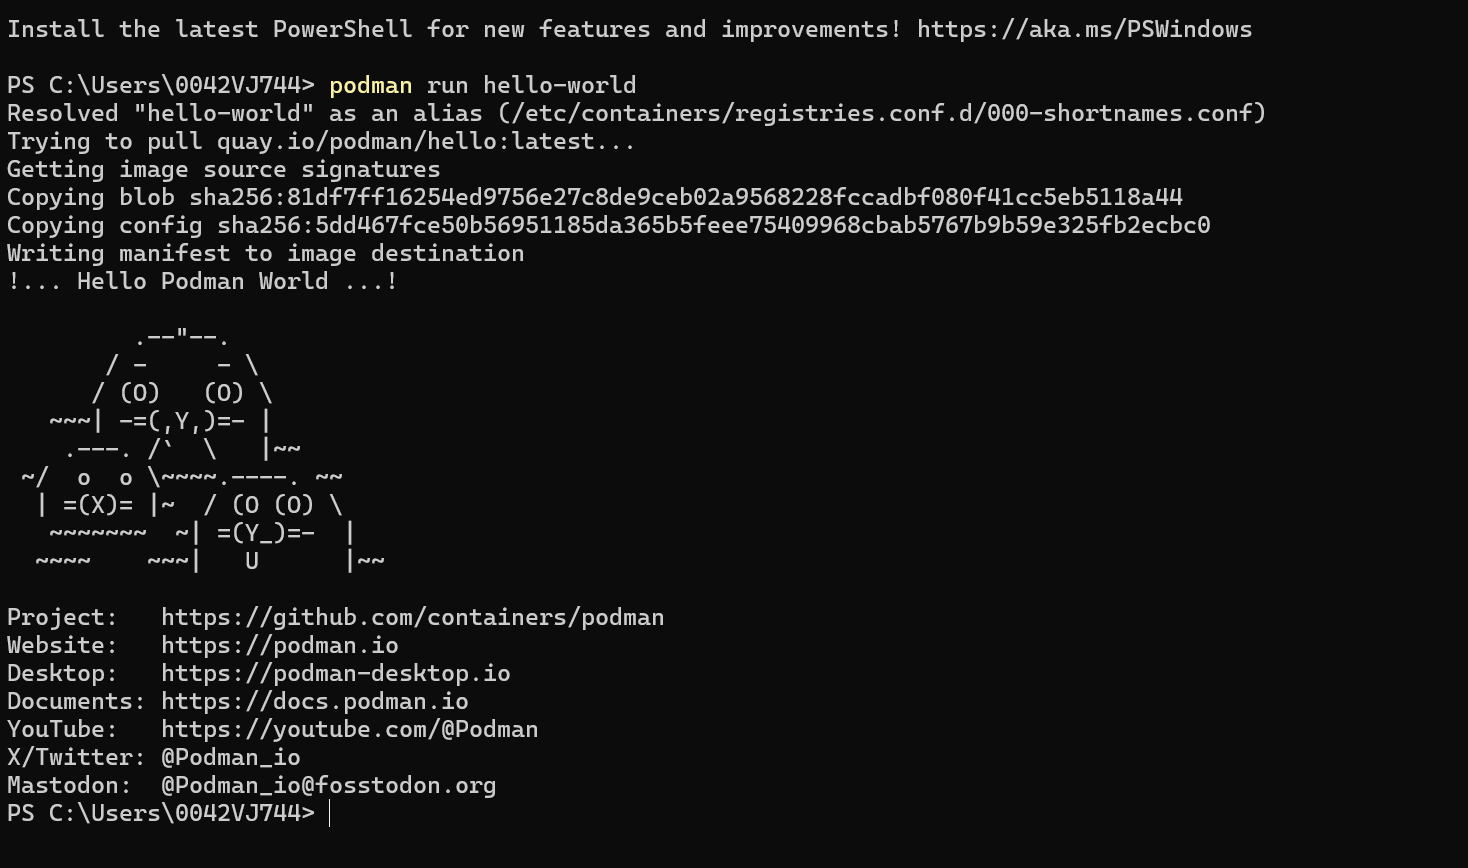 Install the latest PowerShell for new features and improvements! https://aka.ms/PSWindows

PS C:\Users\0042VJ744> podman run hello-world
Resolved "hello-world" as an alias (/etc/containers/registries.conf.d/000-shortnames.conf)
Trying to pull quay.io/podman/hello:latest...
Getting image source signatures
Copying blob sha256:81df7ff16254ed9756e27c8de9ceb02a9568228fccadbf080f41cc5eb5118a44
Copying config sha256:5dd467fce50b56951185da365b5feee75409968cbab5767b9b59e325fb2ecbc0
Writing manifest to image destination
!... Hello Podman World ...!

         .--"--.
       / -     - \
      / (O)   (O) \
   ~~~| -=(,Y,)=- |
    .---. /`  \   |~~
 ~/  o  o \~~~~.----. ~~
  | =(X)= |~  / (O (O) \
   ~~~~~~~  ~| =(Y_)=-  |
  ~~~~    ~~~|   U      |~~

Project:   https://github.com/containers/podman
Website:   https://podman.io
Desktop:   https://podman-desktop.io
Documents: https://docs.podman.io
YouTube:   https://youtube.com/@Podman
X/Twitter: @Podman_io
Mastodon:  @Podman_io@fosstodon.org
PS C:\Users\0042VJ744>